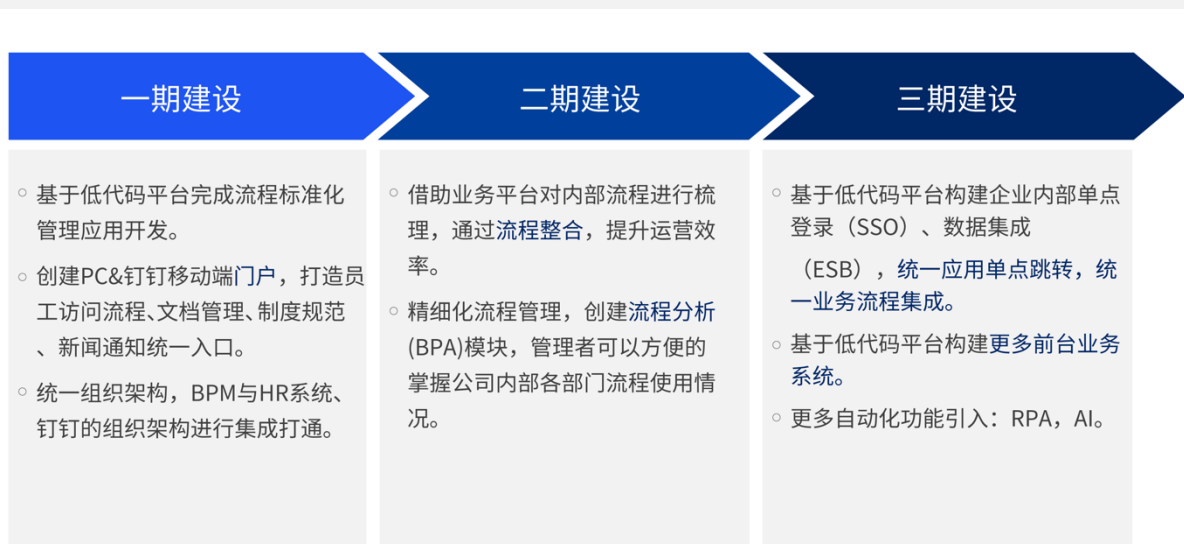 一期建设
基于低代码平台完成流程标准化
管理应用开发。
创建PC&钉钉移动端门户，打造员
工访问流程、文档管理、制度规范
、新闻通知统一入口。
统一组织架构，BPM与HR系统、
钉钉的组织架构进行集成打通。
二期建设
借助业务平台对内部流程进行梳
理，通过流程整合，提升运营效
率。
精细化流程管理，创建流程分析
(BPA)模块，管理者可以方便的
掌握公司内部各部门流程使用情
况。
三期建设
基于低代码平台构建企业内部单点
登录（SSO）、数据集成
（ESB），统一应用单点跳转，统
一业务流程集成。
基于低代码平台构建更多前台业务
系统。
更多自动化功能引入：RPA，AI。